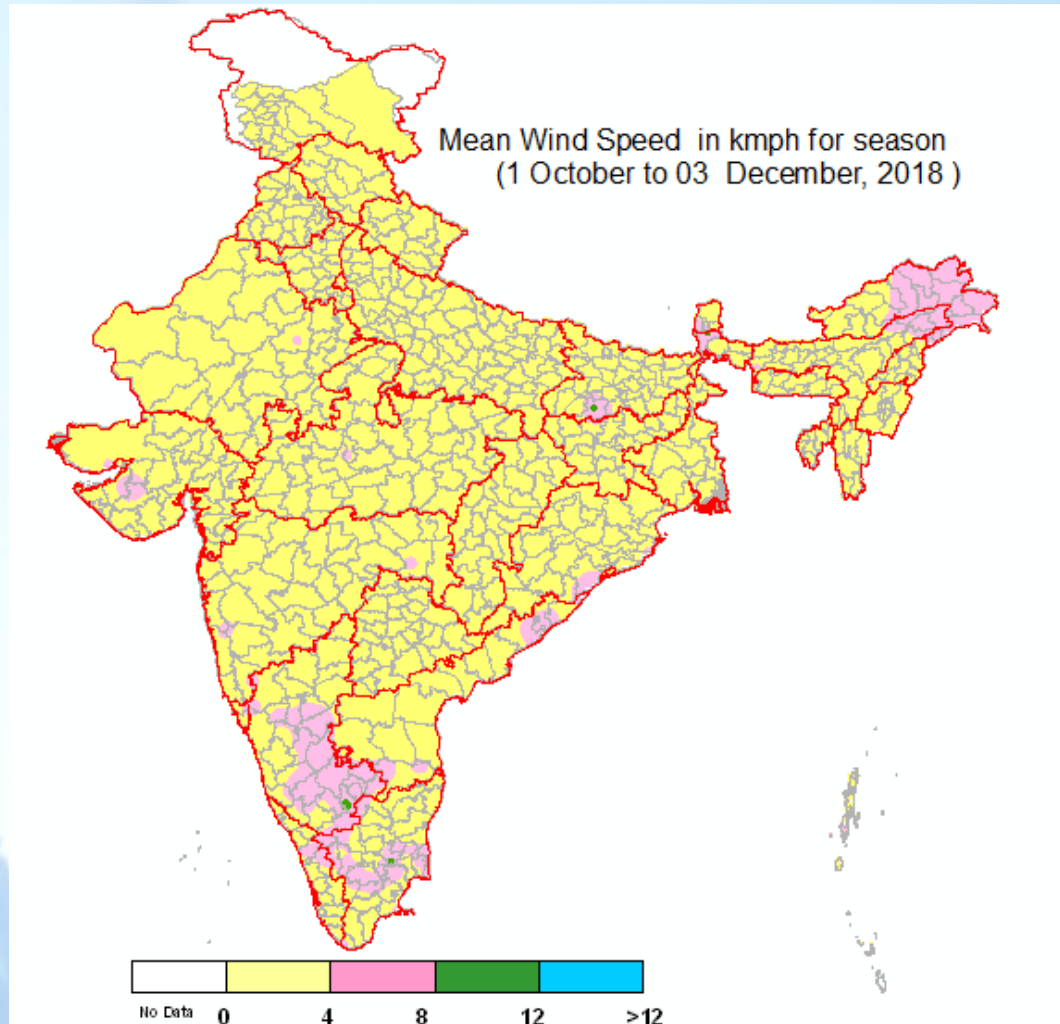 Mean Wind Speed in kmph for season
(1 October to 03 December, 2018 )
No Data 0 4 8 12 >12